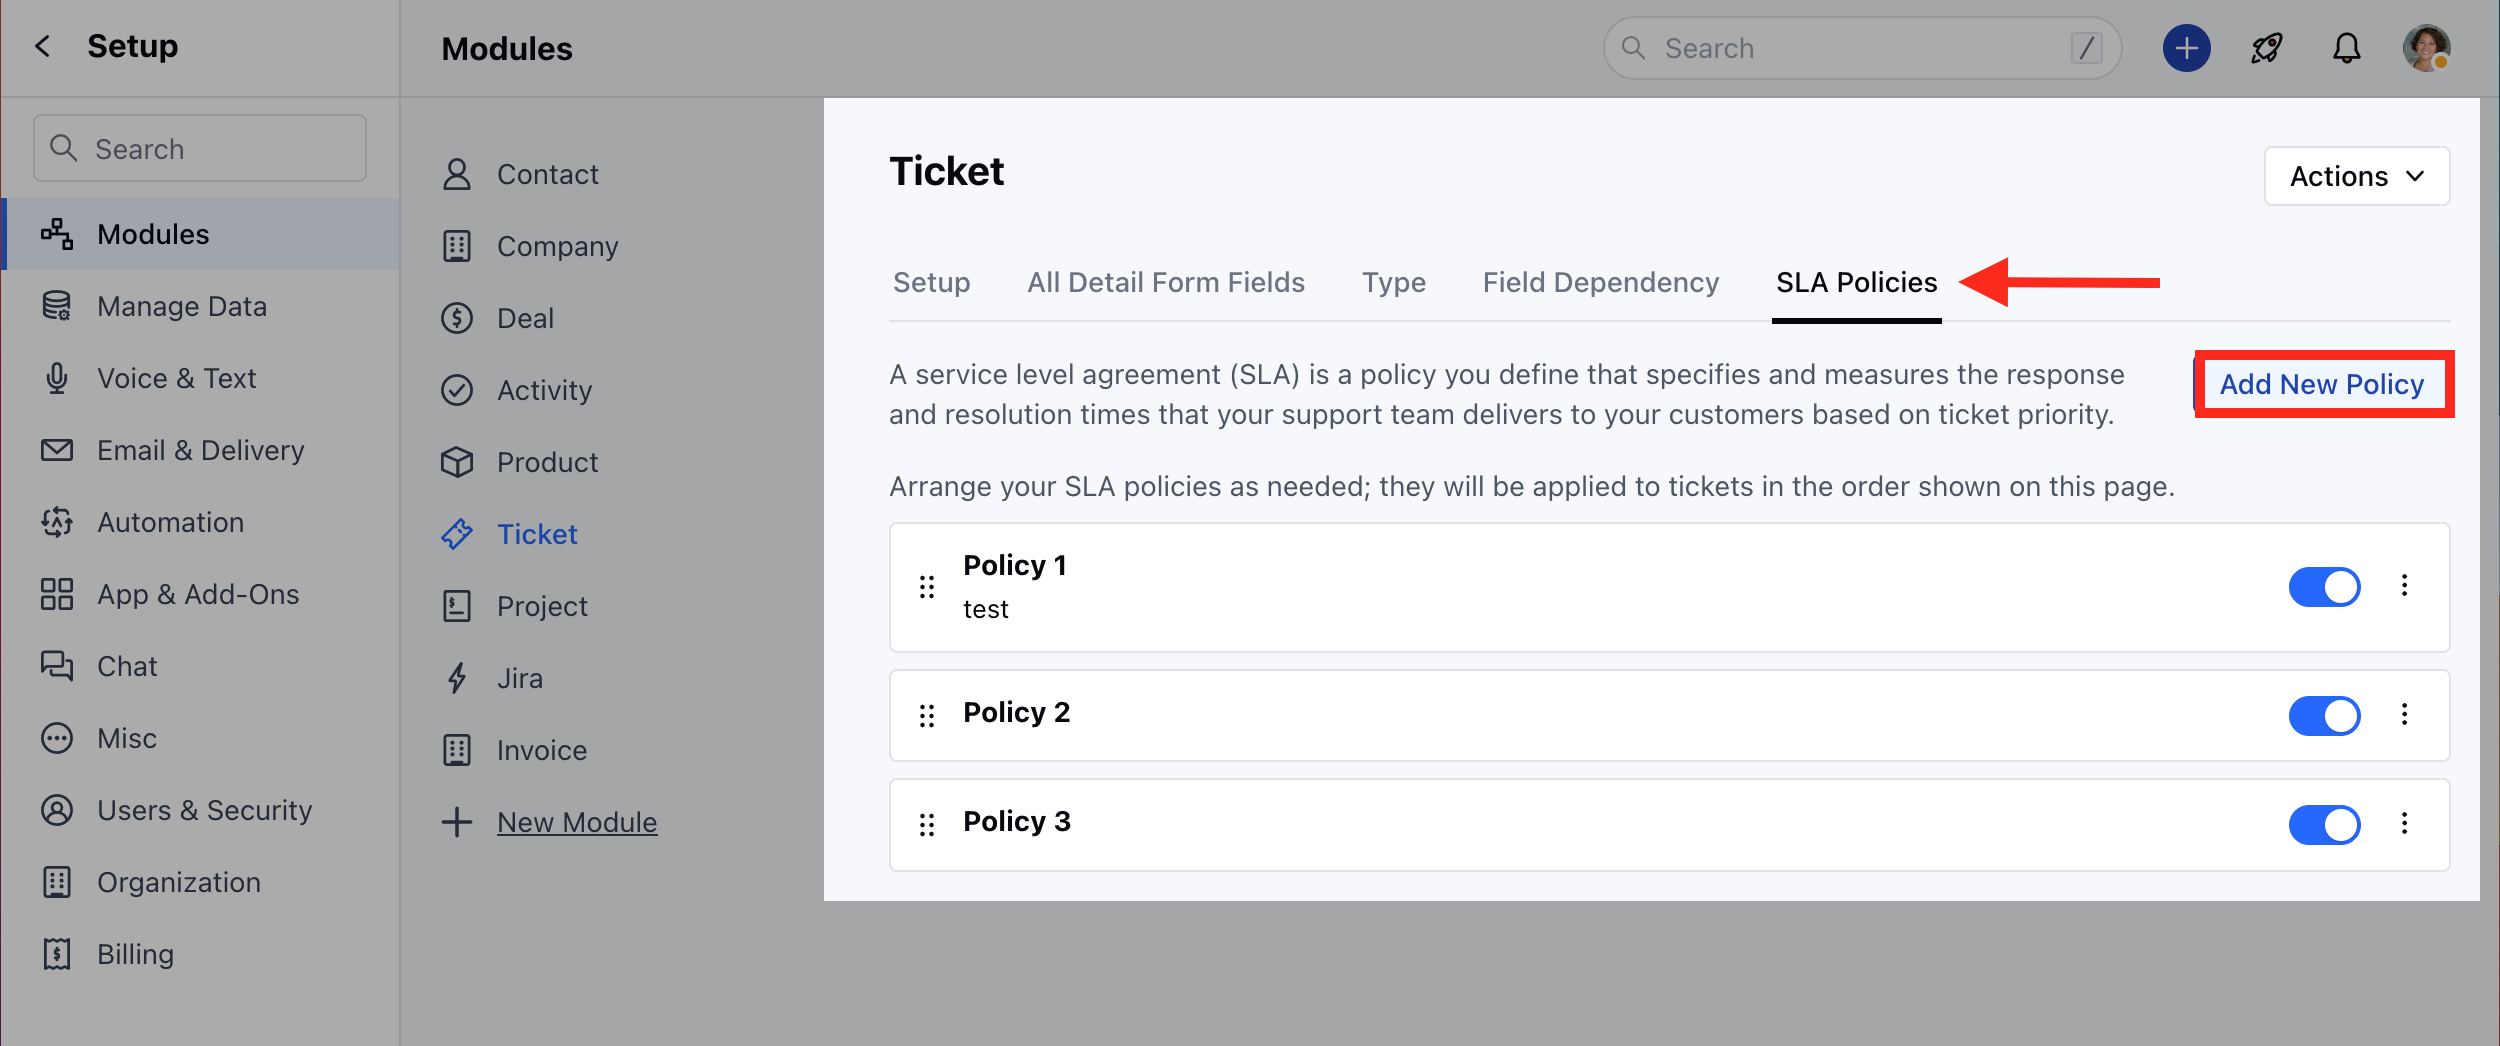 Setup
Search
Modules
Manage Data
Voice & Text
Email & Delivery
Automation
App & Add-Ons
Chat
Misc
Users & Security
Organization
Billing
Modules
Search /
Contact
Company
Deal
Activity
Product
Ticket
Project
Jira
Invoice
New Module
Ticket
Actions
Setup All Detail Form Fields Type Field Dependency SLA Policies
A service level agreement (SLA) is a policy you define that specifies and measures the response
and resolution times that your support team delivers to your customers based on ticket priority.
Add New Policy
Arrange your SLA policies as needed; they will be applied to tickets in the order shown on this page.
Policy 1
test
Policy 2
Policy 3